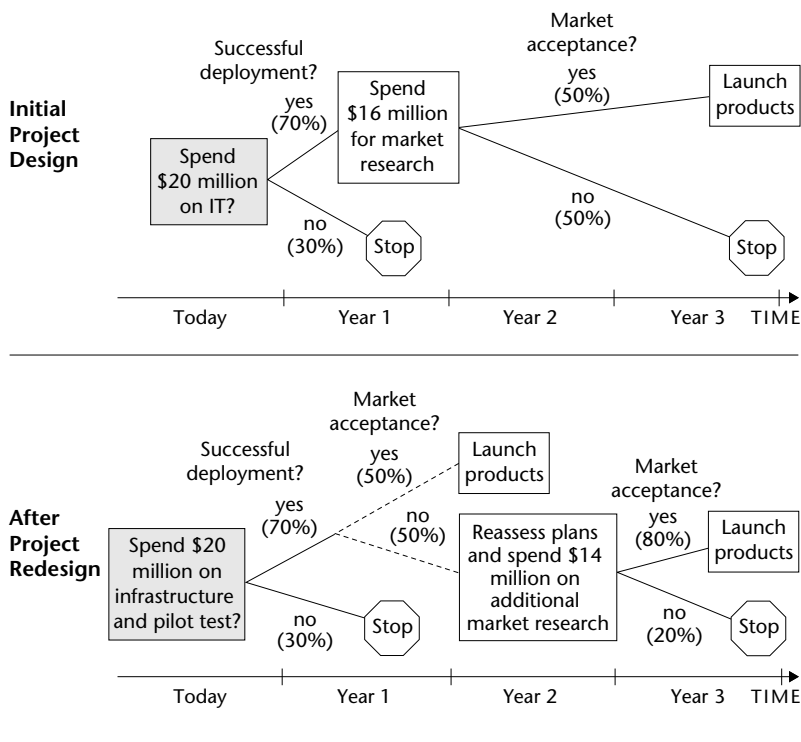 Initial
Project
Design
Successful
deployment?
yes
(70%)
Spend
$20 million
on IT?
no
(30%)
Stop
Spend
$16 million
for market
research
Market
acceptance?
yes
(50%)
Launch
products
no
(50%)
Stop
Today
Year 1
Year 2
Year 3
TIME
After
Project
Redesign
Successful
deployment?
yes
(70%)
Spend $20
million on
infrastructure
and pilot test?
no
(30%)
Stop
Market
acceptance?
yes
(50%)
Launch
products
no
(50%)
Reassess plans
and spend $14
million on
additional
market research
Market
acceptance?
yes
(80%)
Launch
products
no
(20%)
Stop
Today
Year 1
Year 2
Year 3
TIME